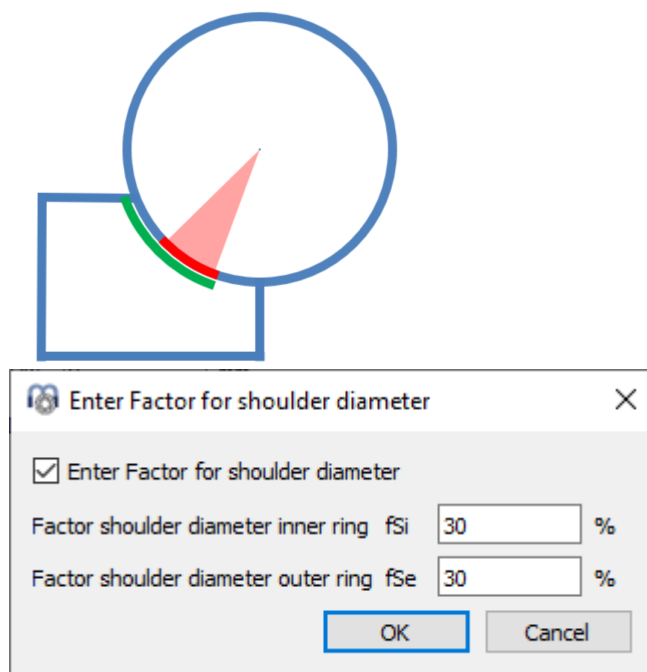 Enter Factor for shoulder diameter
Enter Factor for shoulder diameter
Factor shoulder diameter inner ring fSi 30 %
Factor shoulder diameter outer ring fSe 30 %
OK Cancel